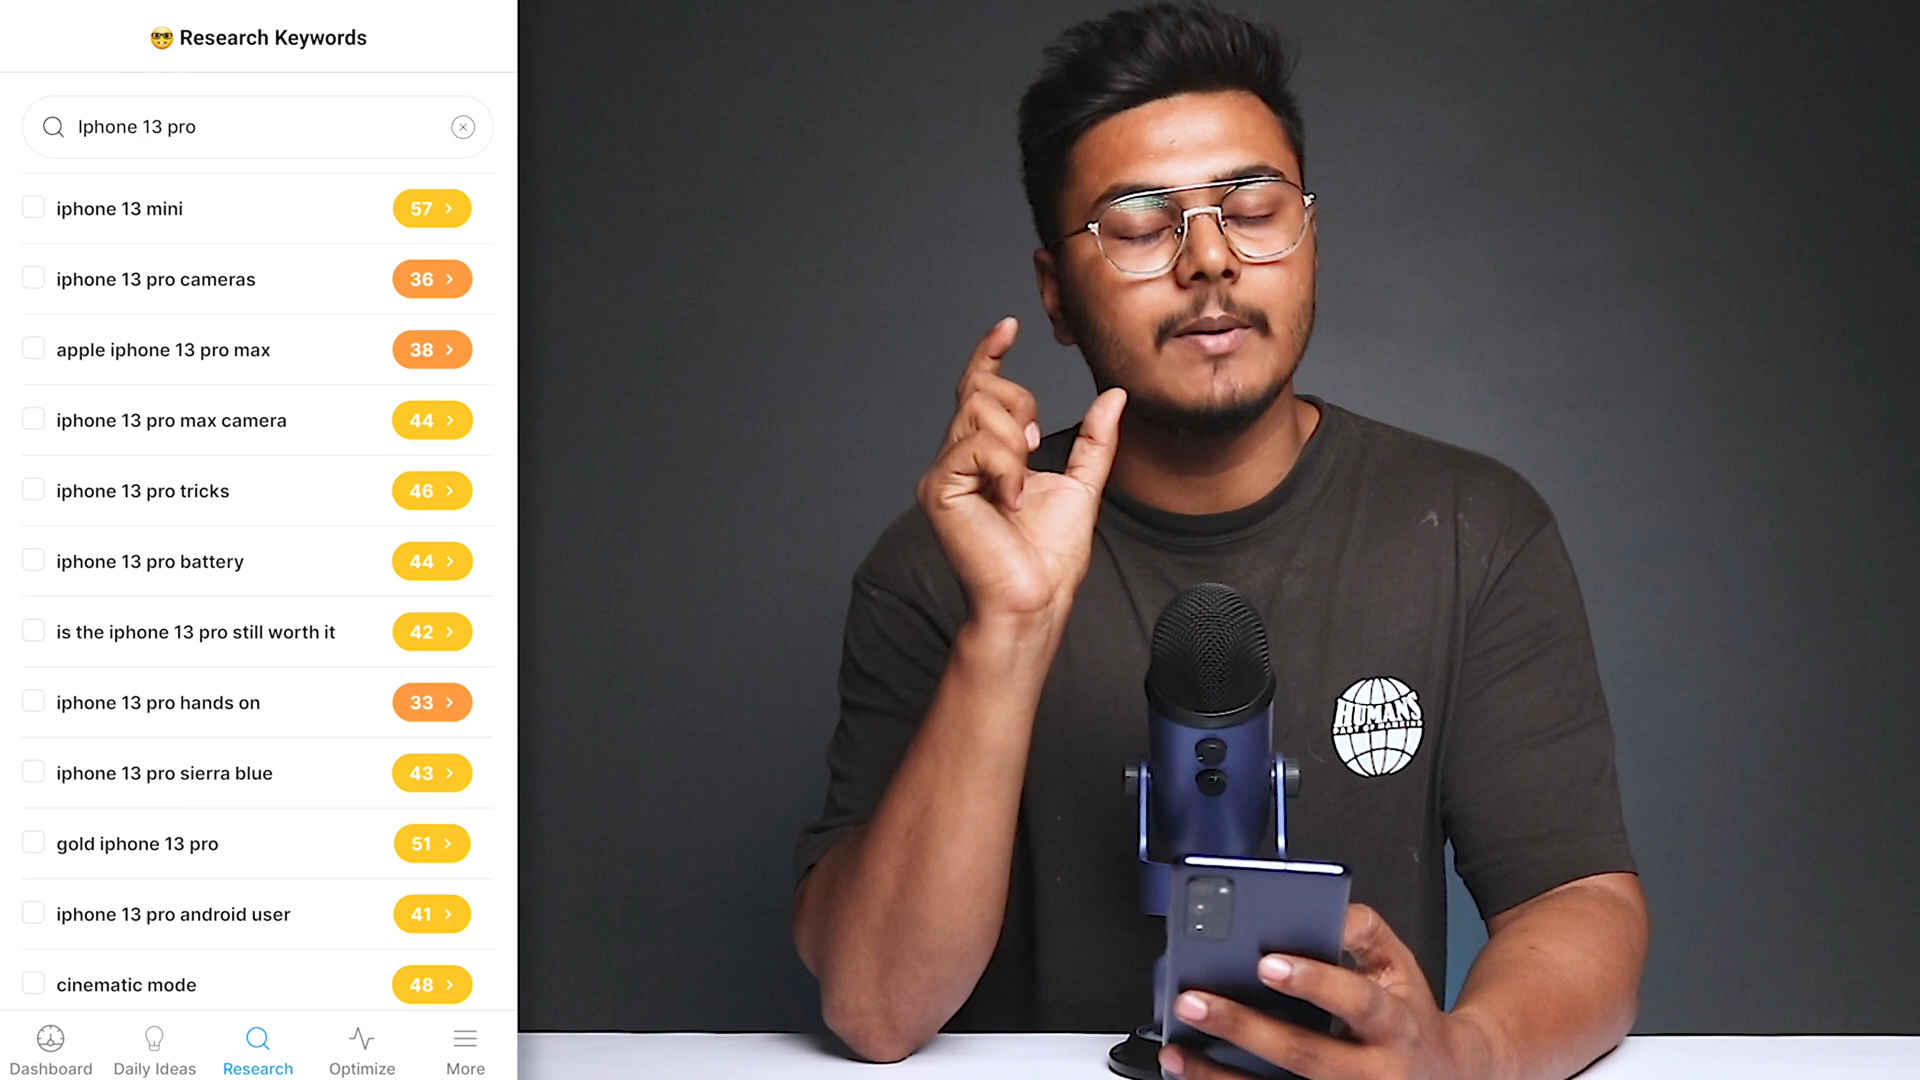 Research Keywords
Iphone 13 pro
iphone 13 mini 57
iphone 13 pro cameras 36
apple iphone 13 pro max 38
iphone 13 pro max camera 44
iphone 13 pro tricks 46
iphone 13 pro battery 44
is the iphone 13 pro still worth it 42
iphone 13 pro hands on 33
iphone 13 pro sierra blue 43
gold iphone 13 pro 51
iphone 13 pro android user 41
cinematic mode 48
Dashboard Daily Ideas Research Optimize More
HUMANS
PART OF MANKIND